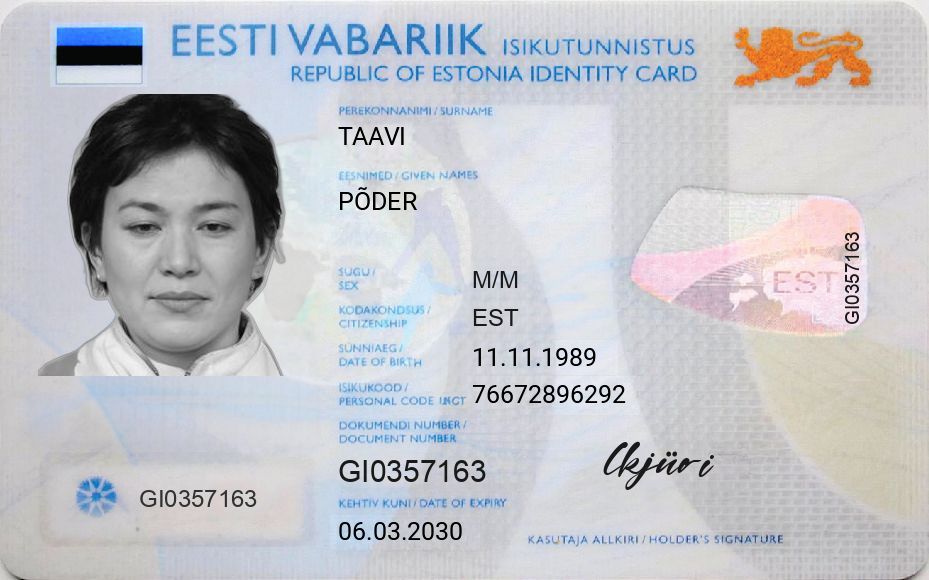 EESTI VABARIIK ISIKUTUNNISTUS
REPUBLIC OF ESTONIA IDENTITY CARD
PEREKONNANIMI / SURNAME
TAAVI
EESNIMED / GIVEN NAMES
PÕDER
SUGU /
SEX
M/M
KODAKONDSUS /
CITIZENSHIP
EST
SÜNNIAEG /
DATE OF BIRTH
11.11.1989
ISIKUKOOD /
PERSONAL CODE
76672896292
DOKUMENDI NUMBER /
DOCUMENT NUMBER
GI0357163
KEHTIV KUNI / DATE OF EXPIRY
06.03.2030
GI0357163
EST
GI0357163
KASUTAJA ALLKIRI / HOLDER'S SIGNATURE